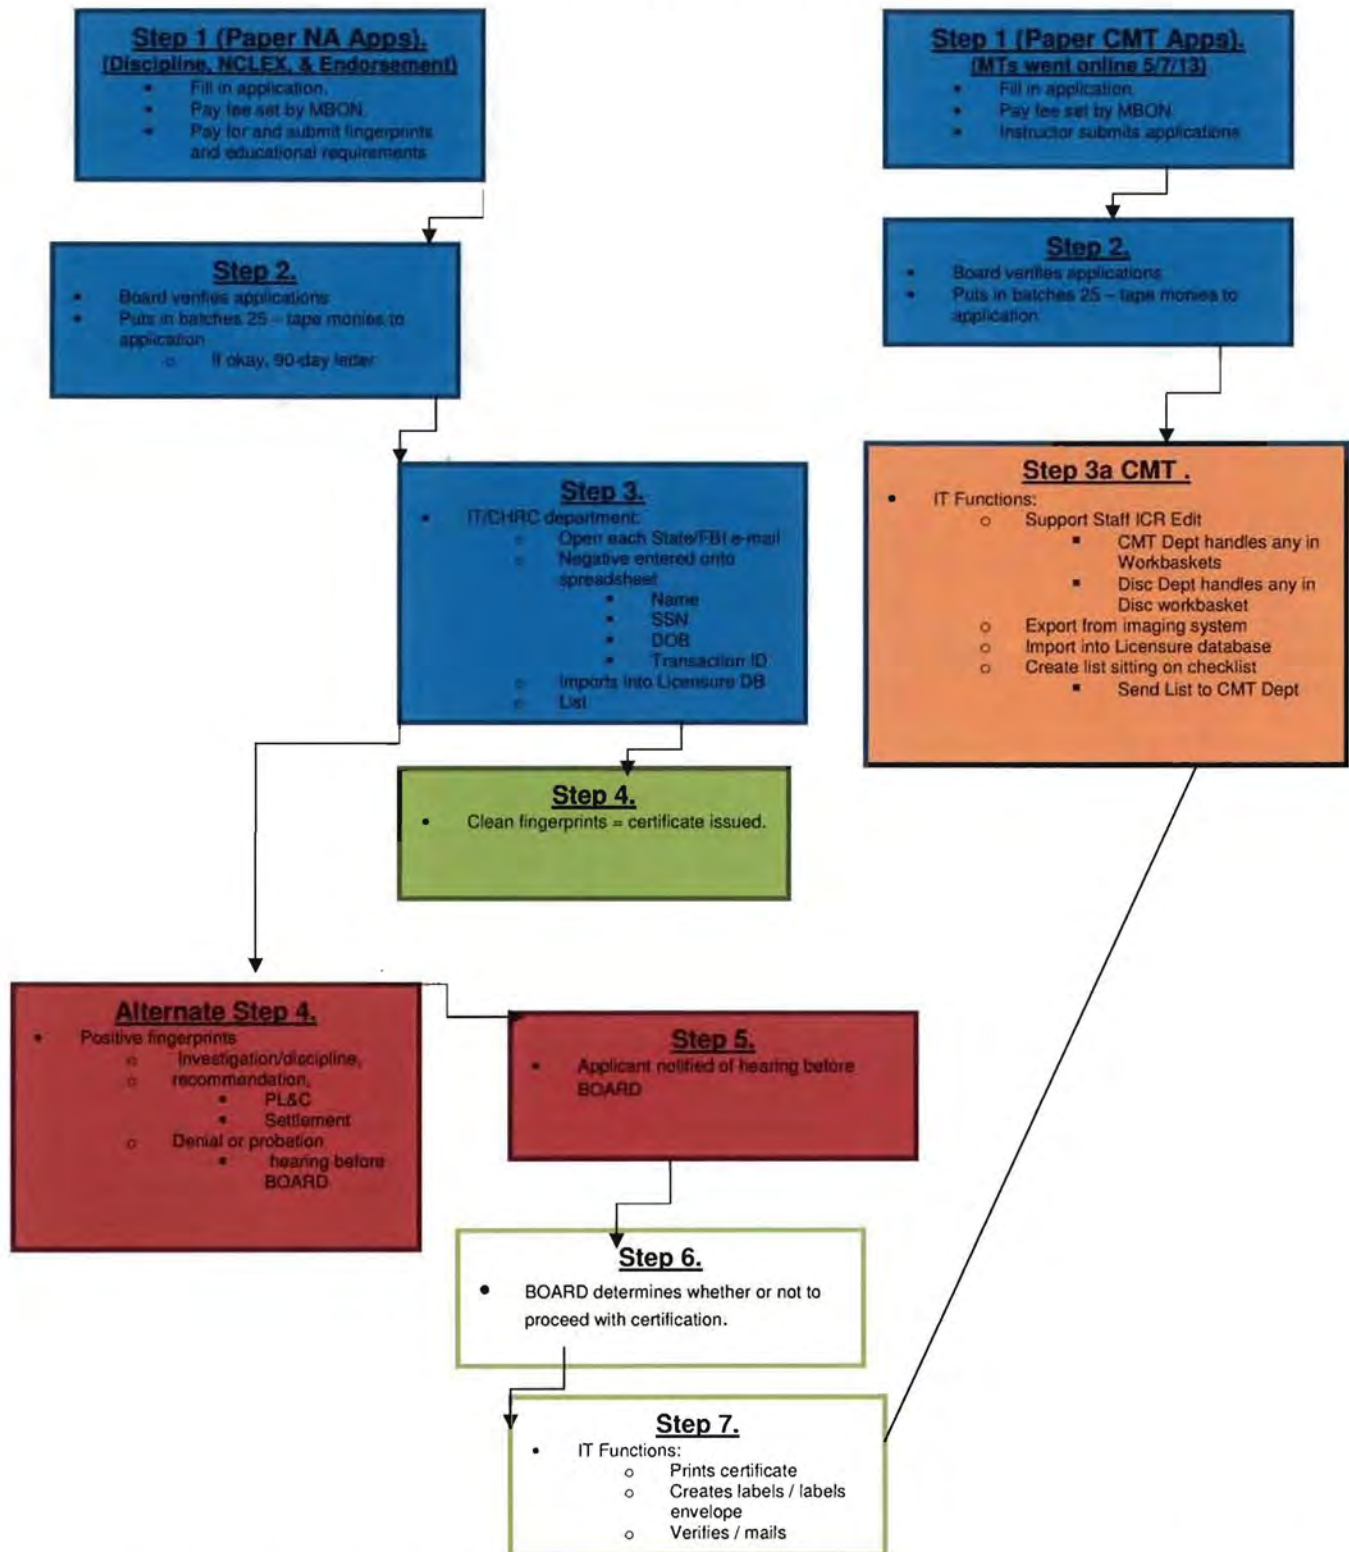 Step 1 (Paper NA Apps).
(Discipline, NCLEX, & Endorsement)
• Fill in application.
• Pay fee set by MBON.
• Pay for and submit fingerprints
and educational requirements
Step 1 (Paper CMT Apps).
(MTs went online 5/7/13)
• Fill in application.
• Pay fee set by MBON.
• Instructor submits applications
Step 2.
• Board verifies applications
• Puts in batches 25 – tape monies to
application
o If okay, 90-day letter
Step 2.
• Board verifies applications
• Puts in batches 25 – tape monies to
application
Step 3.
• IT/CHRC department:
o Open each State/FBI e-mail
o Negative entered onto
spreadsheet
▪ Name
▪ SSN
▪ DOB
▪ Transaction ID
o Imports into Licensure DB
o List
Step 3a CMT .
• IT Functions:
o Support Staff ICR Edit
▪ CMT Dept handles any in
Workbaskets
▪ Disc Dept handles any in
Disc workbasket
o Export from imaging system
o Import into Licensure database
o Create list sitting on checklist
▪ Send List to CMT Dept
Step 4.
• Clean fingerprints = certificate issued.
Alternate Step 4.
• Positive fingerprints
o Investigation/discipline,
o recommendation,
▪ PL&C
▪ Settlement
o Denial or probation
▪ hearing before
BOARD
Step 5.
• Applicant notified of hearing before
BOARD
Step 6.
• BOARD determines whether or not to
proceed with certification.
Step 7.
• IT Functions:
o Prints certificate
o Creates labels / labels
envelope
o Verifies / mails